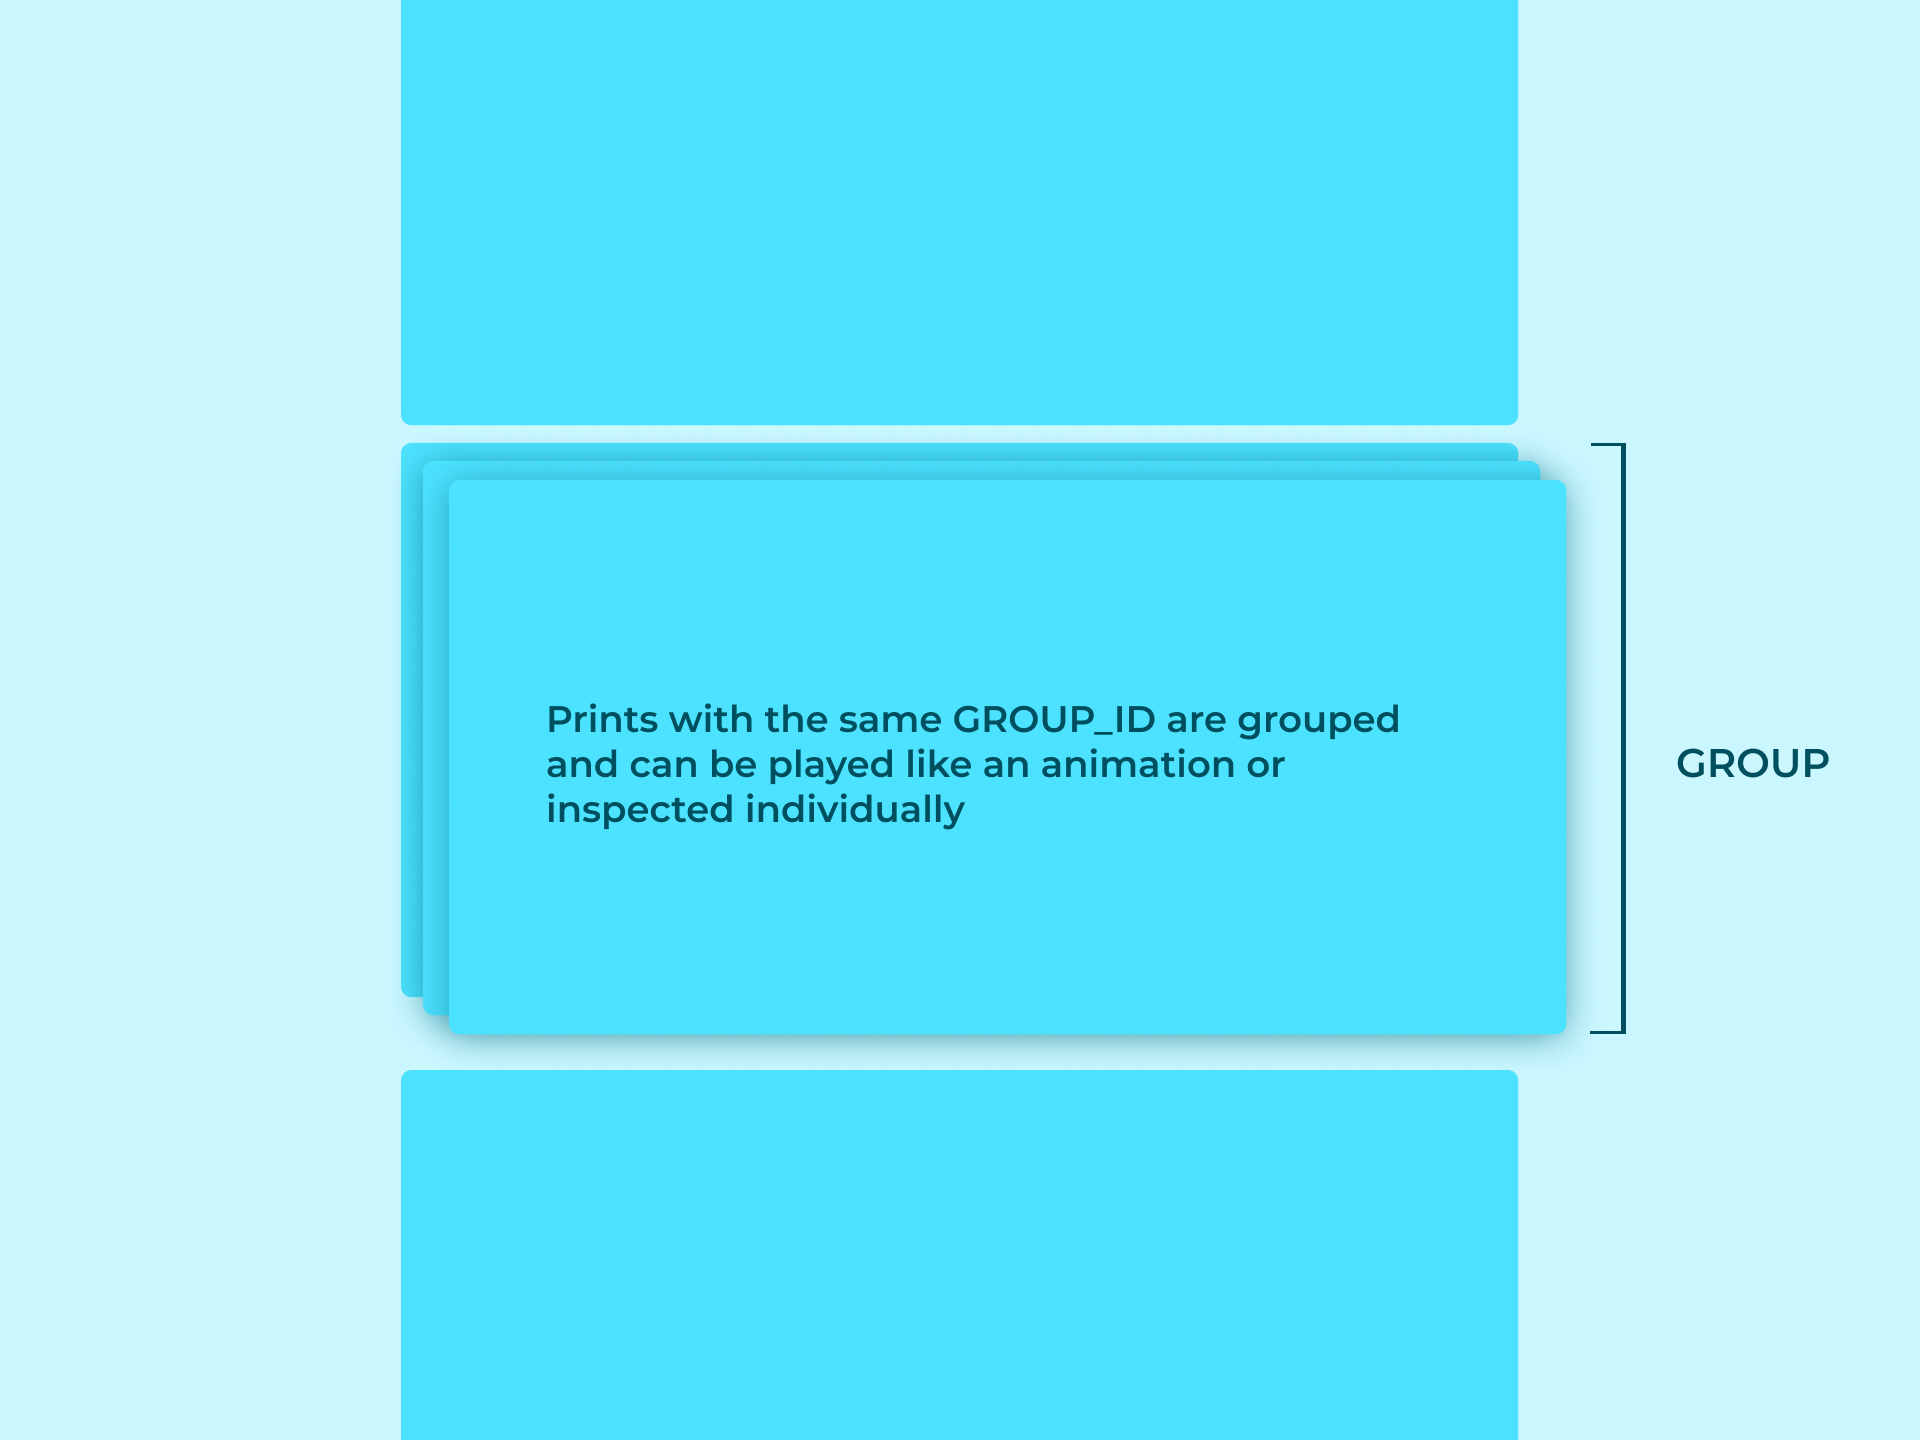 Prints with the same GROUP_ID are grouped
and can be played like an animation or
inspected individually
GROUP